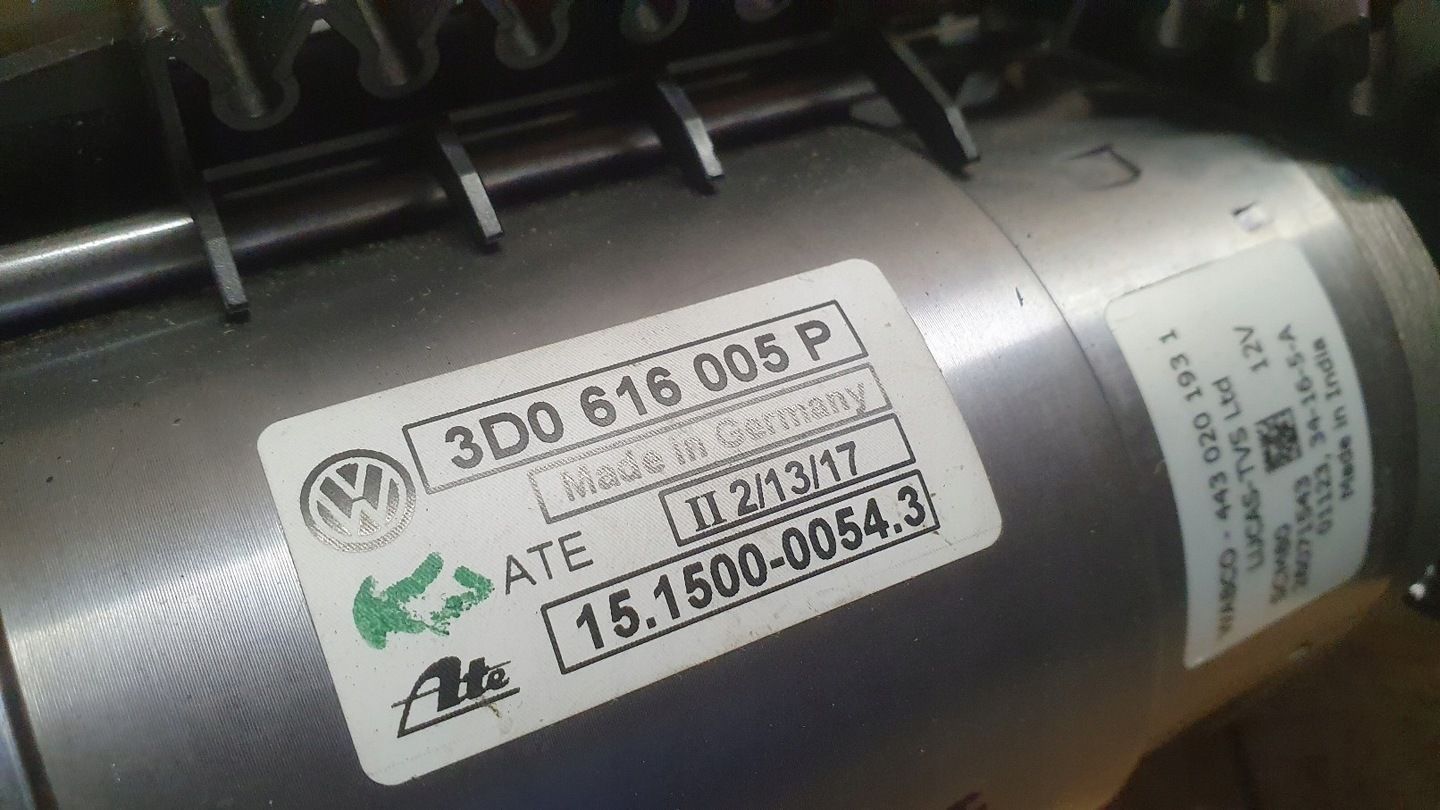 3D0 616 005 P
Made in Germany
II 2/13/17
ATE
15.1500-0054.3
Ate
WABCO - 443 020 193 1
LUCAS-TVS Ltd
12V
Made in India